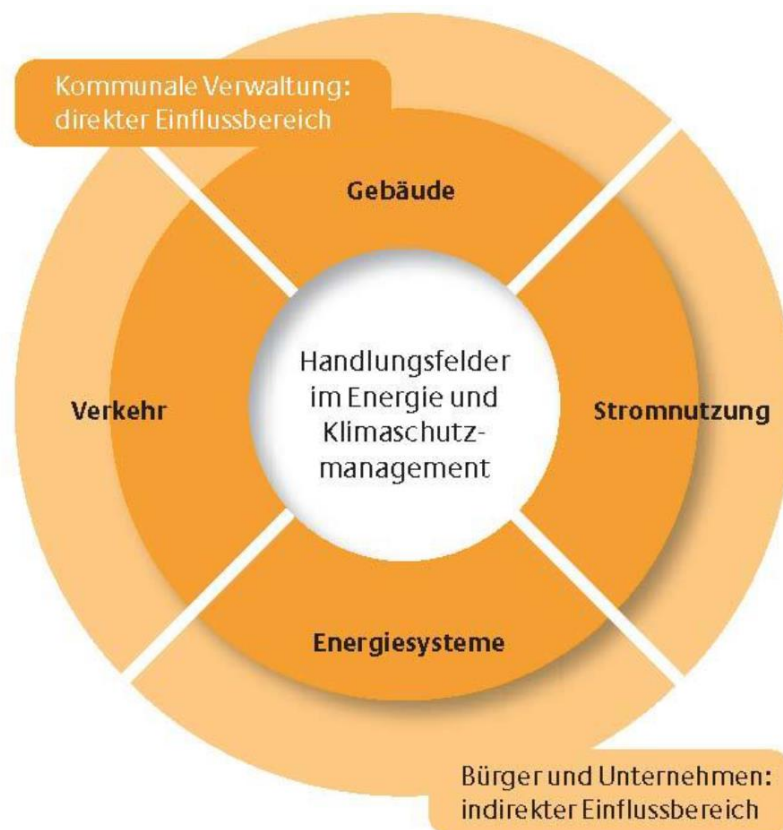 Kommunale Verwaltung:
direkter Einflussbereich
Gebäude
Handlungsfelder
im Energie und
Klimaschutz-
management
Verkehr
Stromnutzung
Energiesysteme
Bürger und Unternehmen:
indirekter Einflussbereich